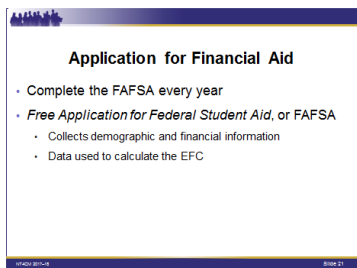 Application for Financial Aid
• Complete the FAFSA every year
• Free Application for Federal Student Aid, or FAFSA
• Collects demographic and financial information
• Data used to calculate the EFC
Slide 21